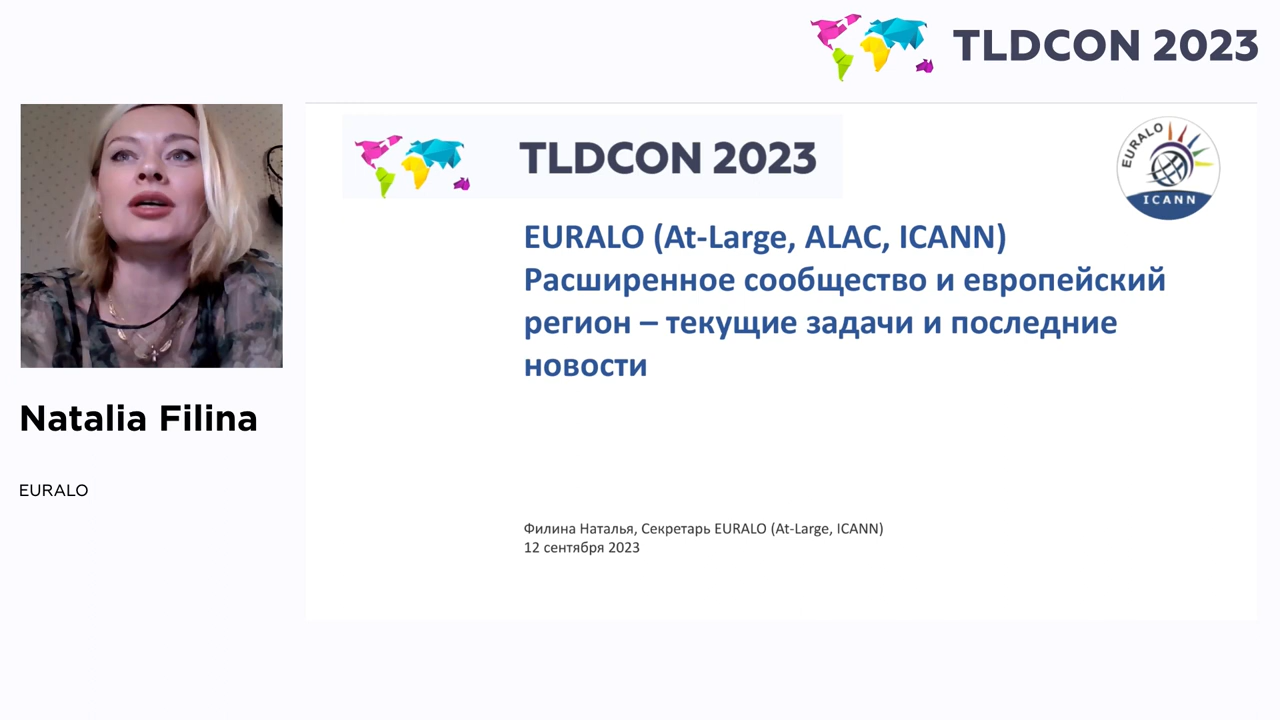 TLDCON 2023
TLDCON 2023
EURALO
ICANN
EURALO (At-Large, ALAC, ICANN)
Расширенное сообщество и европейский
регион – текущие задачи и последние
новости
Natalia Filina
EURALO
Филина Наталья, Секретарь EURALO (At-Large, ICANN)
12 сентября 2023